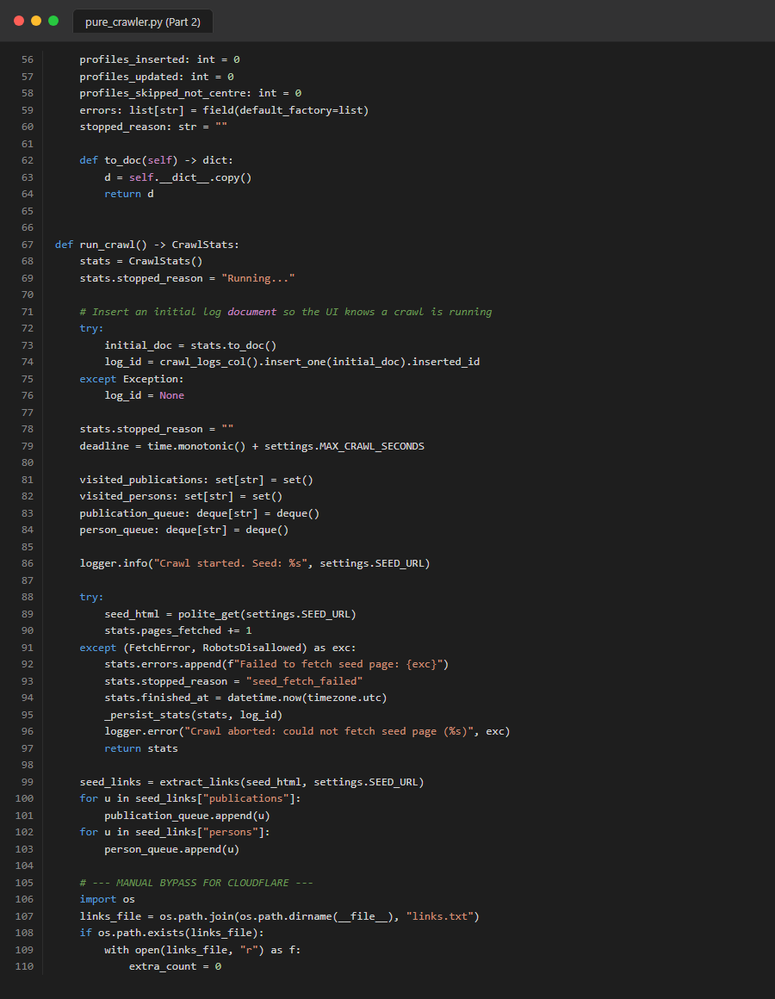 pure_crawler.py (Part 2)
56     profiles_inserted: int = 0
57     profiles_updated: int = 0
58     profiles_skipped_not_centre: int = 0
59     errors: list[str] = field(default_factory=list)
60     stopped_reason: str = ""
61
62     def to_doc(self) -> dict:
63         d = self.__dict__.copy()
64         return d
65
66
67 def run_crawl() -> CrawlStats:
68     stats = CrawlStats()
69     stats.stopped_reason = "Running..."
70
71     # Insert an initial log document so the UI knows a crawl is running
72     try:
73         initial_doc = stats.to_doc()
74         log_id = crawl_logs_col().insert_one(initial_doc).inserted_id
75     except Exception:
76         log_id = None
77
78     stats.stopped_reason = ""
79     deadline = time.monotonic() + settings.MAX_CRAWL_SECONDS
80
81     visited_publications: set[str] = set()
82     visited_persons: set[str] = set()
83     publication_queue: deque[str] = deque()
84     person_queue: deque[str] = deque()
85
86     logger.info("Crawl started. Seed: %s", settings.SEED_URL)
87
88     try:
89         seed_html = polite_get(settings.SEED_URL)
90         stats.pages_fetched += 1
91     except (FetchError, RobotsDisallowed) as exc:
92         stats.errors.append(f"Failed to fetch seed page: {exc}")
93         stats.stopped_reason = "seed_fetch_failed"
94         stats.finished_at = datetime.now(timezone.utc)
95         _persist_stats(stats, log_id)
96         logger.error("Crawl aborted: could not fetch seed page (%s)", exc)
97         return stats
98
99     seed_links = extract_links(seed_html, settings.SEED_URL)
100     for u in seed_links["publications"]:
101         publication_queue.append(u)
102     for u in seed_links["persons"]:
103         person_queue.append(u)
104
105     # --- MANUAL BYPASS FOR CLOUDFLARE ---
106     import os
107     links_file = os.path.join(os.path.dirname(__file__), "links.txt")
108     if os.path.exists(links_file):
109         with open(links_file, "r") as f:
110             extra_count = 0